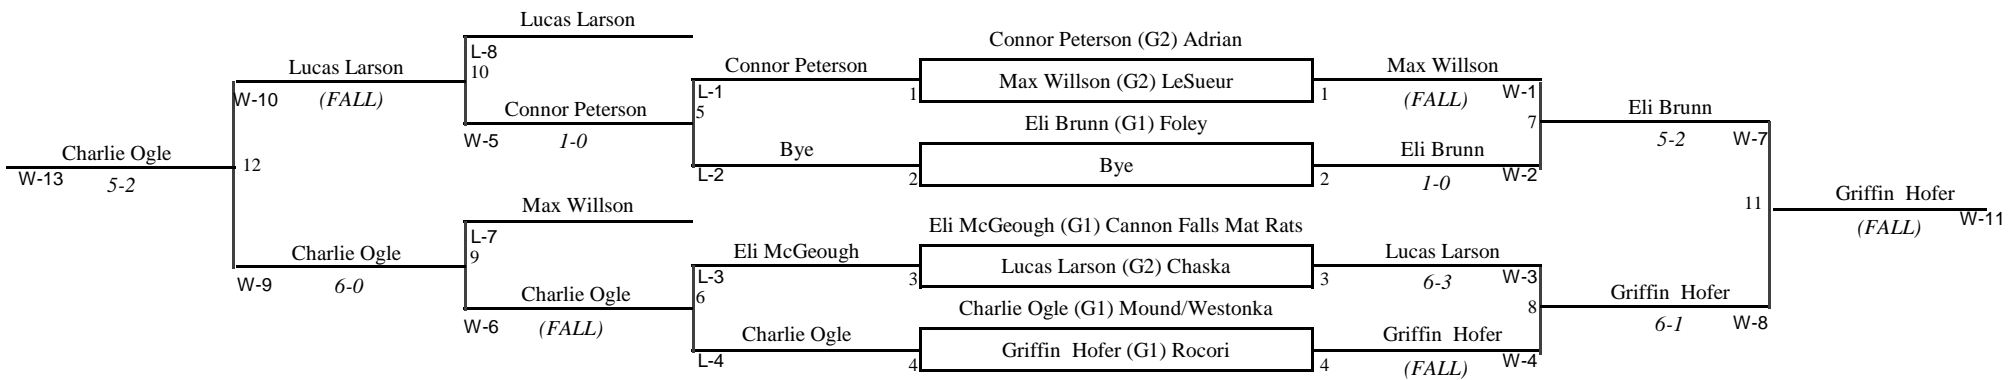 Lucas Larson
L-8
10
Connor Peterson (G2) Adrian
Lucas Larson
Connor Peterson
Max Willson (G2) LeSueur
Max Willson
W-10
(FALL)
L-1
1
1
(FALL)
W-1
5
Connor Peterson
Eli Brunn (G1) Foley
7
Eli Brunn
W-5
1-0
5-2
W-7
Charlie Ogle
12
Bye
Bye
Eli Brunn
W-13
5-2
L-2
2
2
1-0
W-2
Max Willson
11
Griffin Hofer
W-11
(FALL)
L-7
9
Eli McGeough (G1) Cannon Falls Mat Rats
Charlie Ogle
Eli McGeough
Lucas Larson (G2) Chaska
Lucas Larson
W-9
6-0
L-3
3
3
6-3
W-3
6
Charlie Ogle
Charlie Ogle (G1) Mound/Westonka
8
Griffin Hofer
W-6
(FALL)
6-1
W-8
Charlie Ogle
Griffin Hofer (G1) Rocori
Griffin Hofer
L-4
4
4
(FALL)
W-4